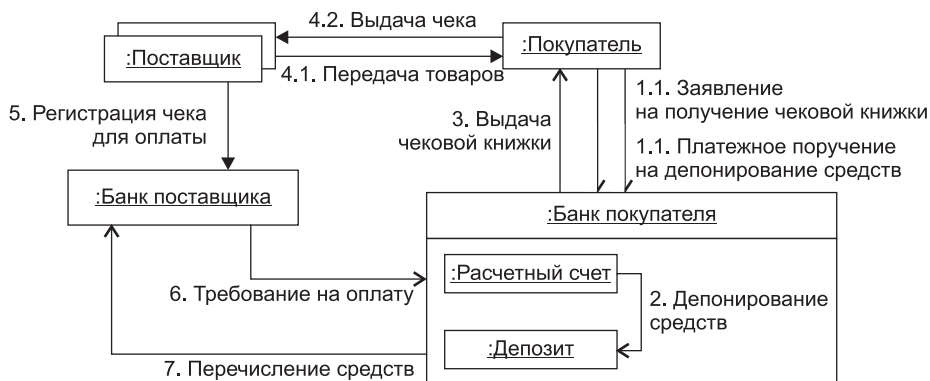 4.2. Выдача чека
:Поставщик
:Покупатель
4.1. Передача товаров
1.1. Заявление
на получение чековой книжки
5. Регистрация чека
для оплаты
3. Выдача
чековой книжки
1.1. Платежное поручение
на депонирование средств
:Банк поставщика
:Банк покупателя
:Расчетный счет
6. Требование на оплату
2. Депонирование
средств
:Депозит
7. Перечисление средств